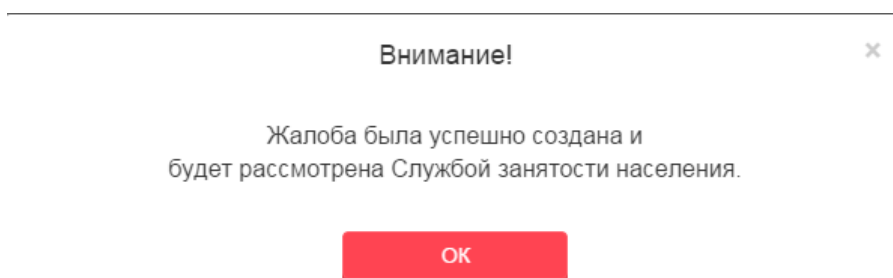 Внимание!
×
Жалоба была успешно создана и
будет рассмотрена Службой занятости населения.
ОК